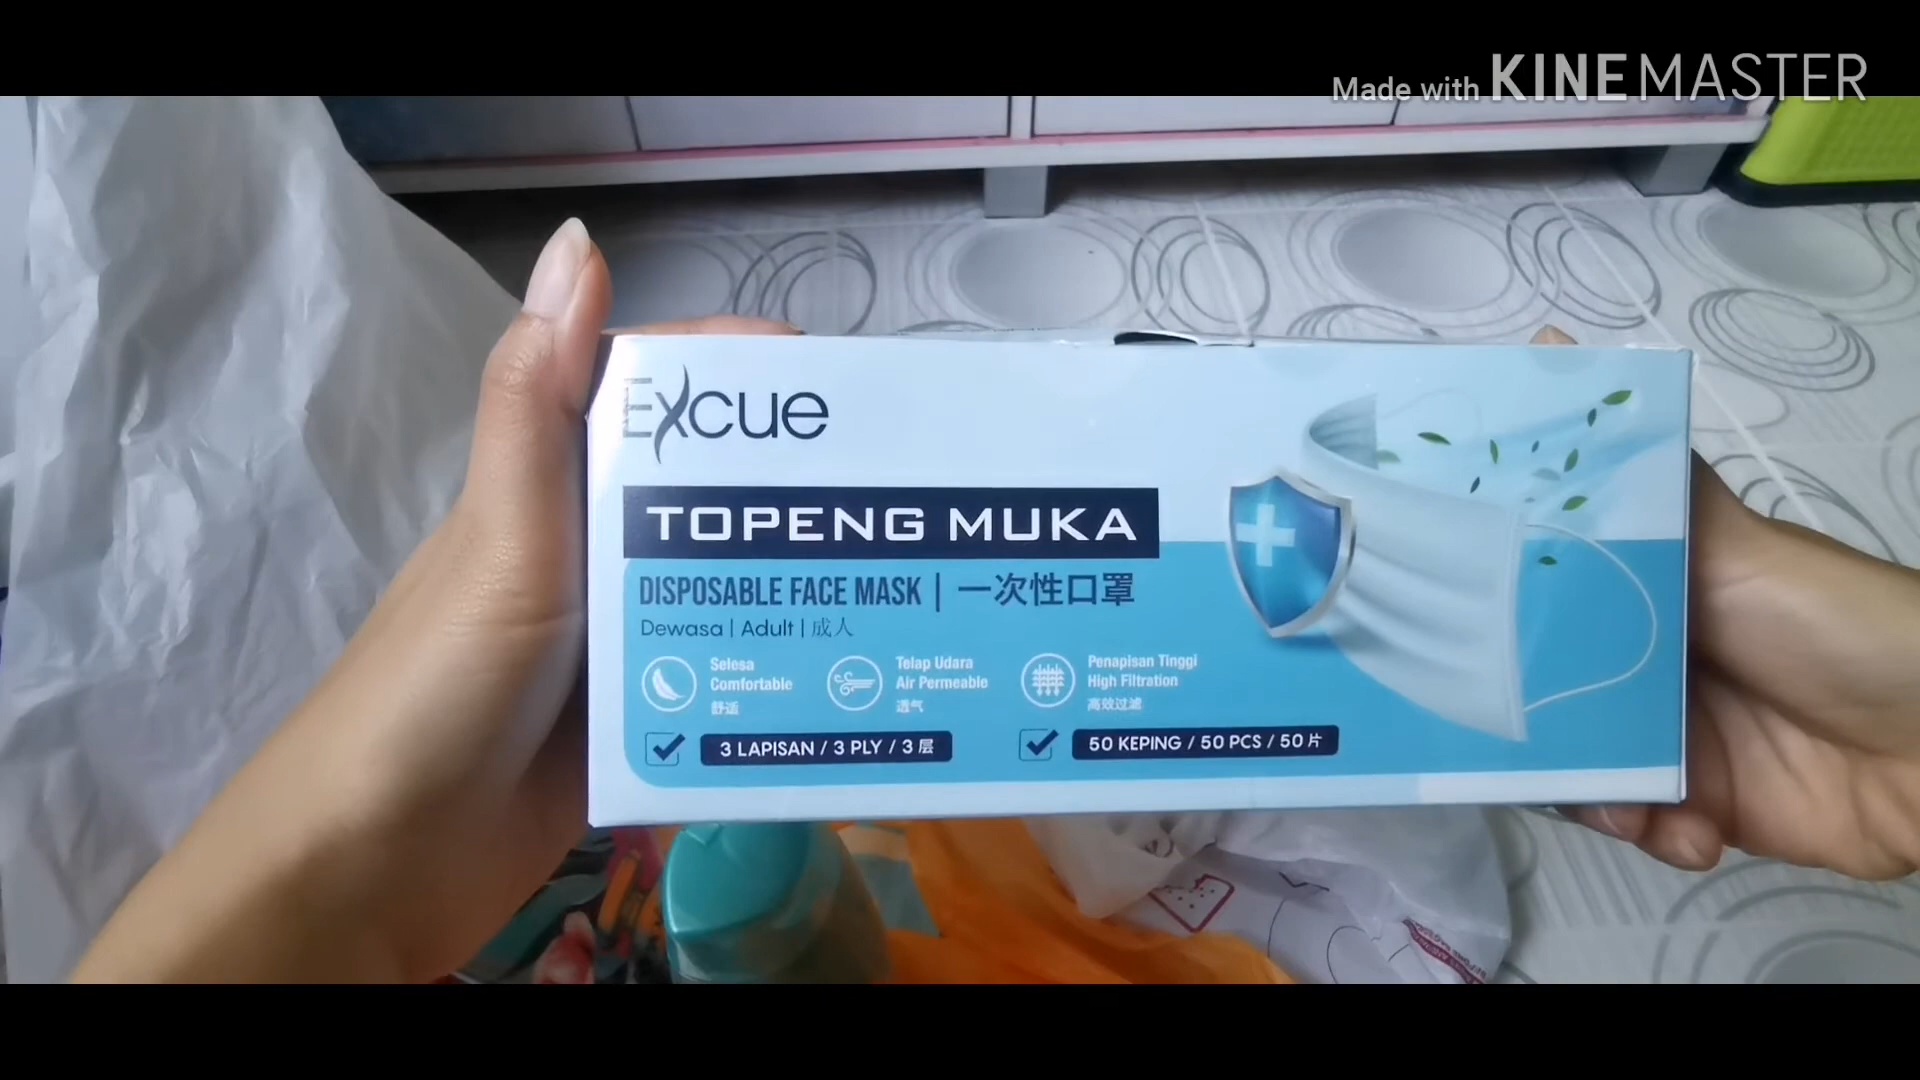 Made with KINEMASTER
Excue
TOPENG MUKA
DISPOSABLE FACE MASK | 一次性口罩
Dewasa | Adult | 成人
Selesa
Comfortable
舒适
Telap Udara
Air Permeable
透气
Penapisan Tinggi
High Filtration
高效过滤
3 LAPISAN / 3 PLY / 3 层
50 KEPING / 50 PCS / 50 片